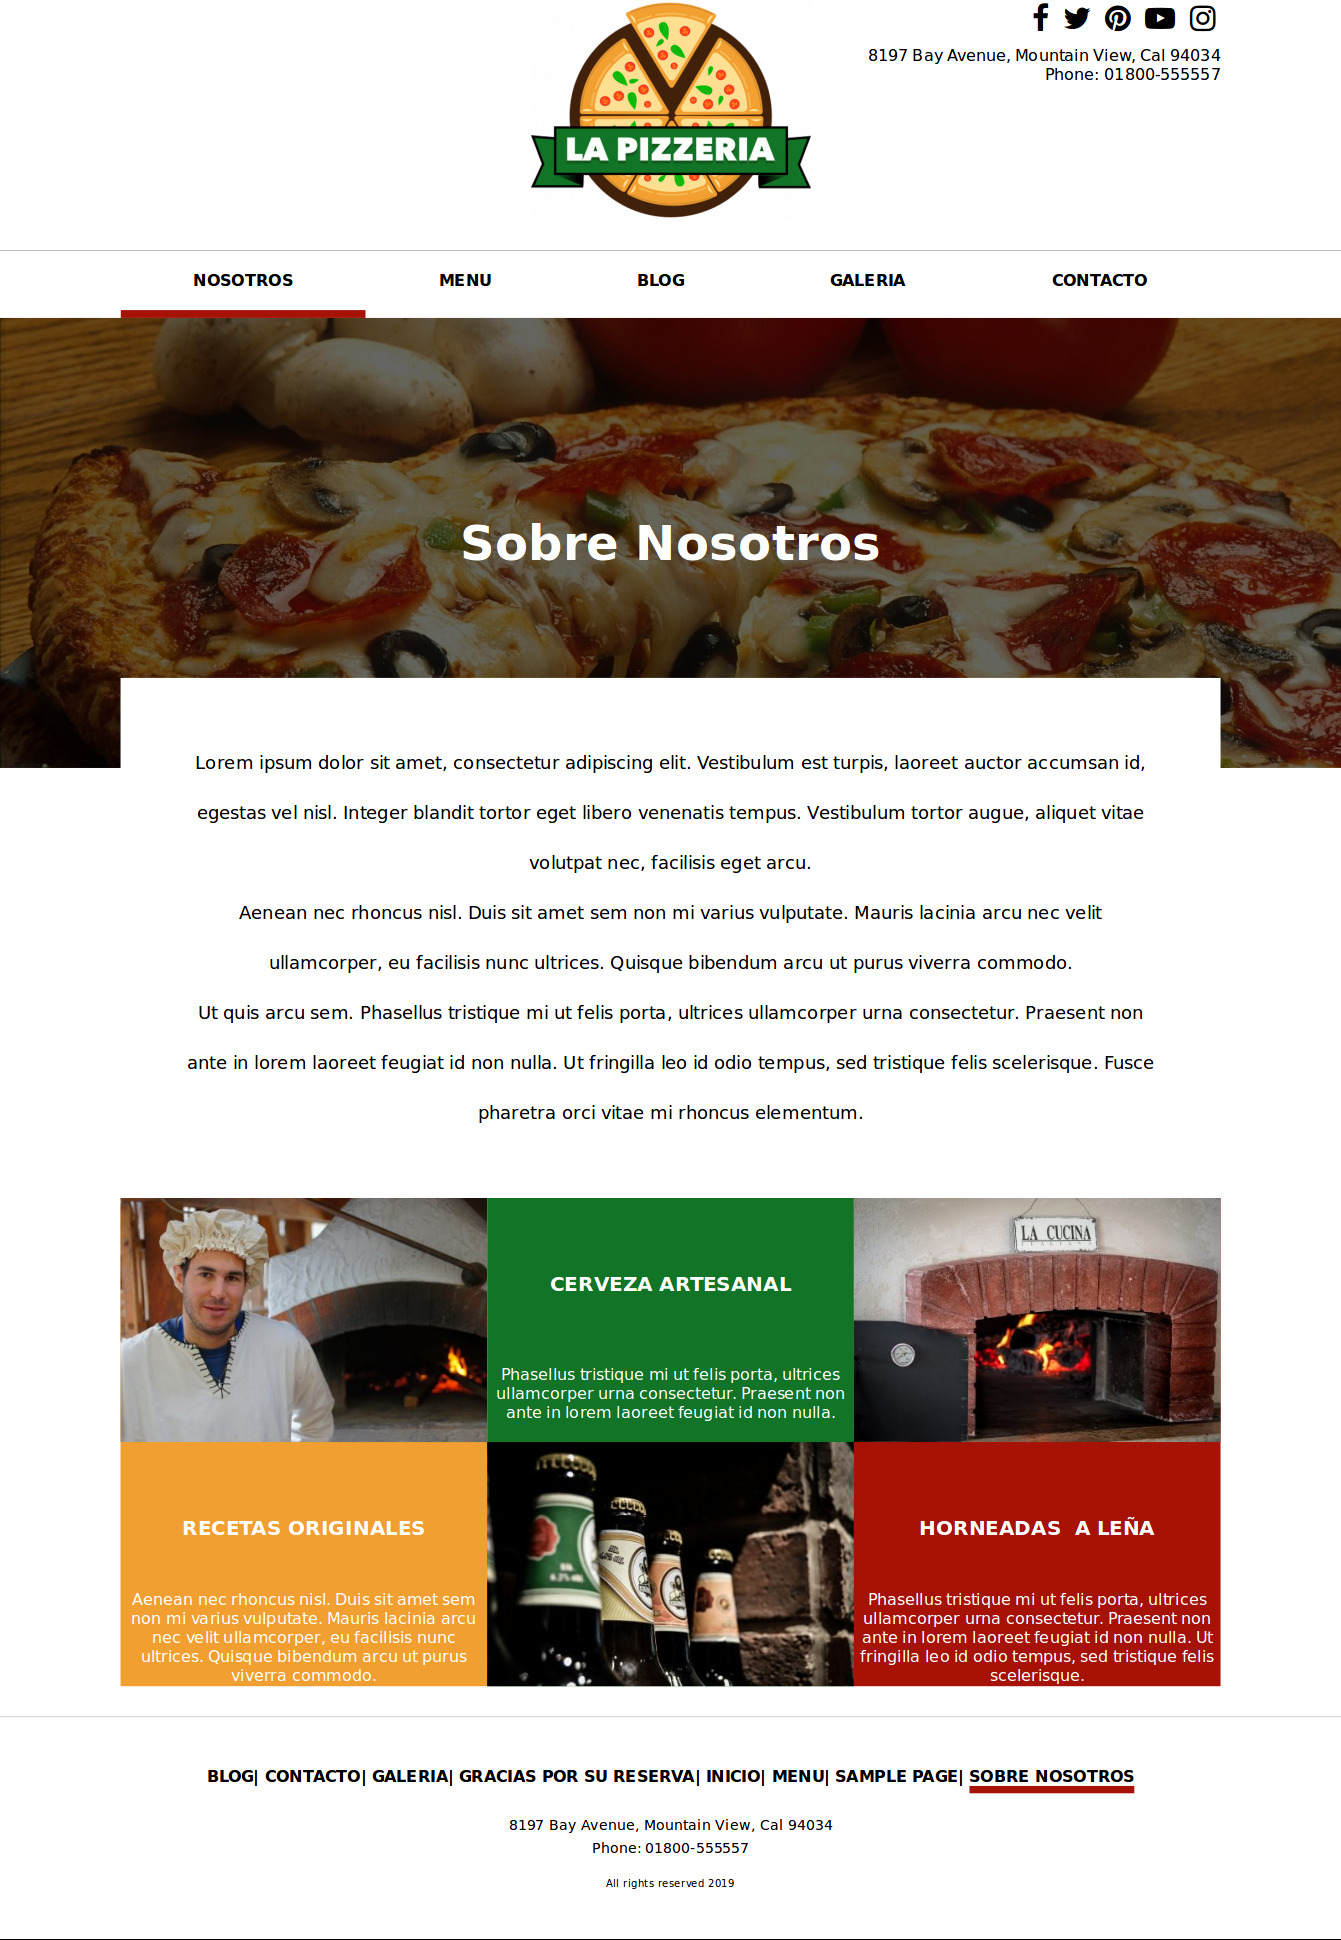 8197 Bay Avenue, Mountain View, Cal 94034
Phone: 01800-555557
LA PIZZERIA
NOSOTROS
MENU
BLOG
GALERIA
CONTACTO
Sobre Nosotros
Lorem ipsum dolor sit amet, consectetur adipiscing elit. Vestibulum est turpis, laoreet auctor accumsan id,
egestas vel nisl. Integer blandit tortor eget libero venenatis tempus. Vestibulum tortor augue, aliquet vitae
volutpat nec, facilisis eget arcu.
Aenean nec rhoncus nisl. Duis sit amet sem non mi varius vulputate. Mauris lacinia arcu nec velit
ullamcorper, eu facilisis nunc ultrices. Quisque bibendum arcu ut purus viverra commodo.
Ut quis arcu sem. Phasellus tristique mi ut felis porta, ultrices ullamcorper urna consectetur. Praesent non
ante in lorem laoreet feugiat id non nulla. Ut fringilla leo id odio tempus, sed tristique felis scelerisque. Fusce
pharetra orci vitae mi rhoncus elementum.
CERVEZA ARTESANAL
Phasellus tristique mi ut felis porta, ultrices
ullamcorper urna consectetur. Praesent non
ante in lorem laoreet feugiat id non nulla.
LA CUCINA
RECETAS ORIGINALES
Aenean nec rhoncus nisl. Duis sit amet sem
non mi varius vulputate. Mauris lacinia arcu
nec velit ullamcorper, eu facilisis nunc
ultrices. Quisque bibendum arcu ut purus
viverra commodo.
HORNEADAS  A LEÑA
Phasellus tristique mi ut felis porta, ultrices
ullamcorper urna consectetur. Praesent non
ante in lorem laoreet feugiat id non nulla. Ut
fringilla leo id odio tempus, sed tristique felis
scelerisque.
BLOG| CONTACTO| GALERIA| GRACIAS POR SU RESERVA| INICIO| MENU| SAMPLE PAGE| SOBRE NOSOTROS
8197 Bay Avenue, Mountain View, Cal 94034
Phone: 01800-555557
All rights reserved 2019